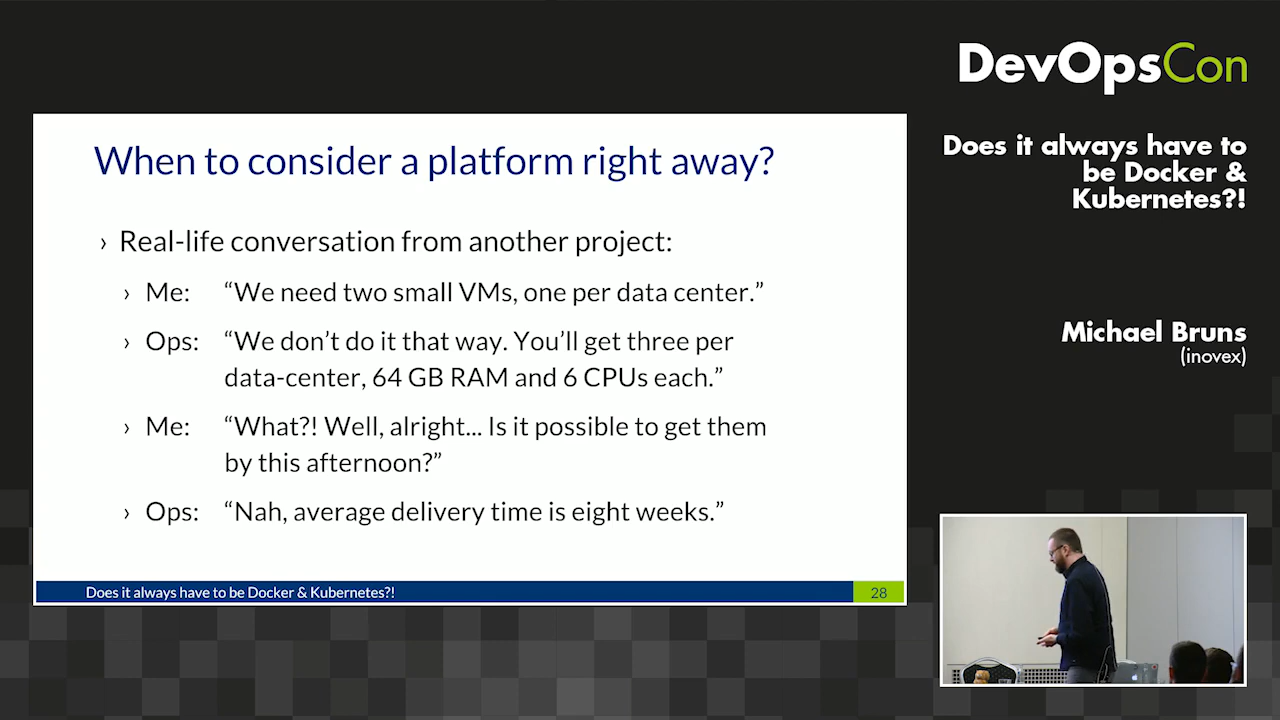 DevOpsCon
Does it always have to
be Docker &
Kubernetes?!
Michael Bruns
(inovex)
When to consider a platform right away?
› Real-life conversation from another project:
› Me: “We need two small VMs, one per data center.”
› Ops: “We don’t do it that way. You’ll get three per
data-center, 64 GB RAM and 6 CPUs each.”
› Me: “What?! Well, alright... Is it possible to get them
by this afternoon?”
› Ops: “Nah, average delivery time is eight weeks.”
Does it always have to be Docker & Kubernetes?!
28